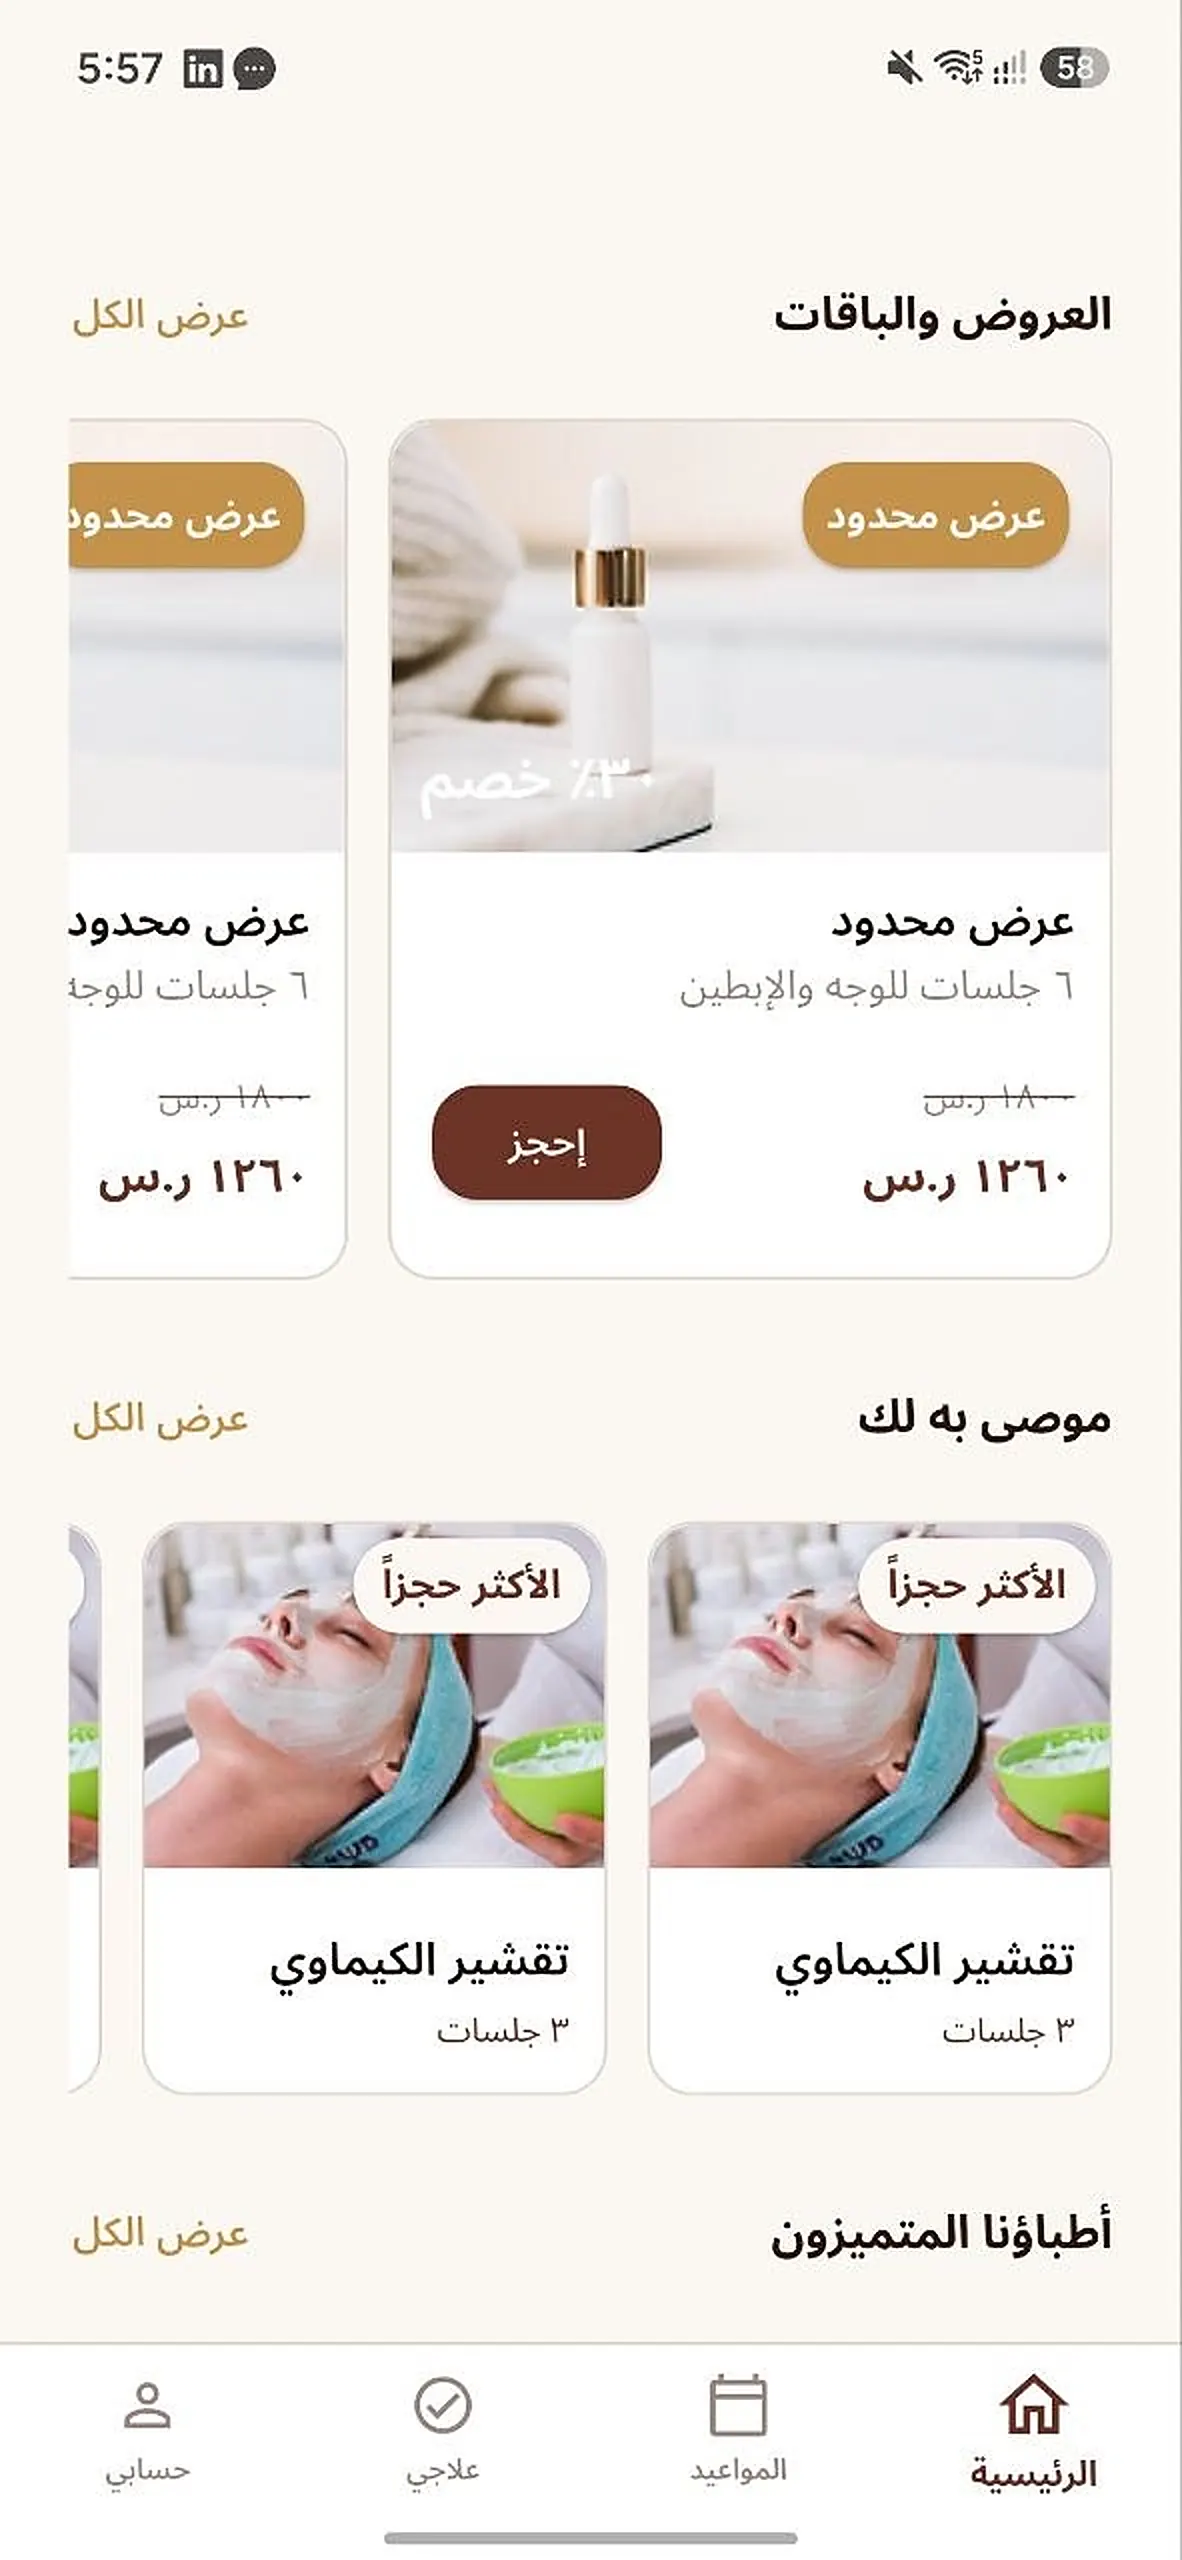 5:57
58
العروض والباقات
عرض الكل
عرض محدود
٣٠٪ خصم
عرض محدود
٦ جلسات للوجه والإبطين
١٨٠٠ ر.س
١٢٦٠ ر.س
إحجز
عرض محدود
عرض محدود
٦ جلسات للوجه
١٨٠٠ ر.س
١٢٦٠ ر.س
موصى به لك
عرض الكل
الأكثر حجزاً
تقشير الكيماوي
٣ جلسات
الأكثر حجزاً
تقشير الكيماوي
٣ جلسات
أطباؤنا المتميزون
عرض الكل
الرئيسية
المواعيد
علاجي
حسابي